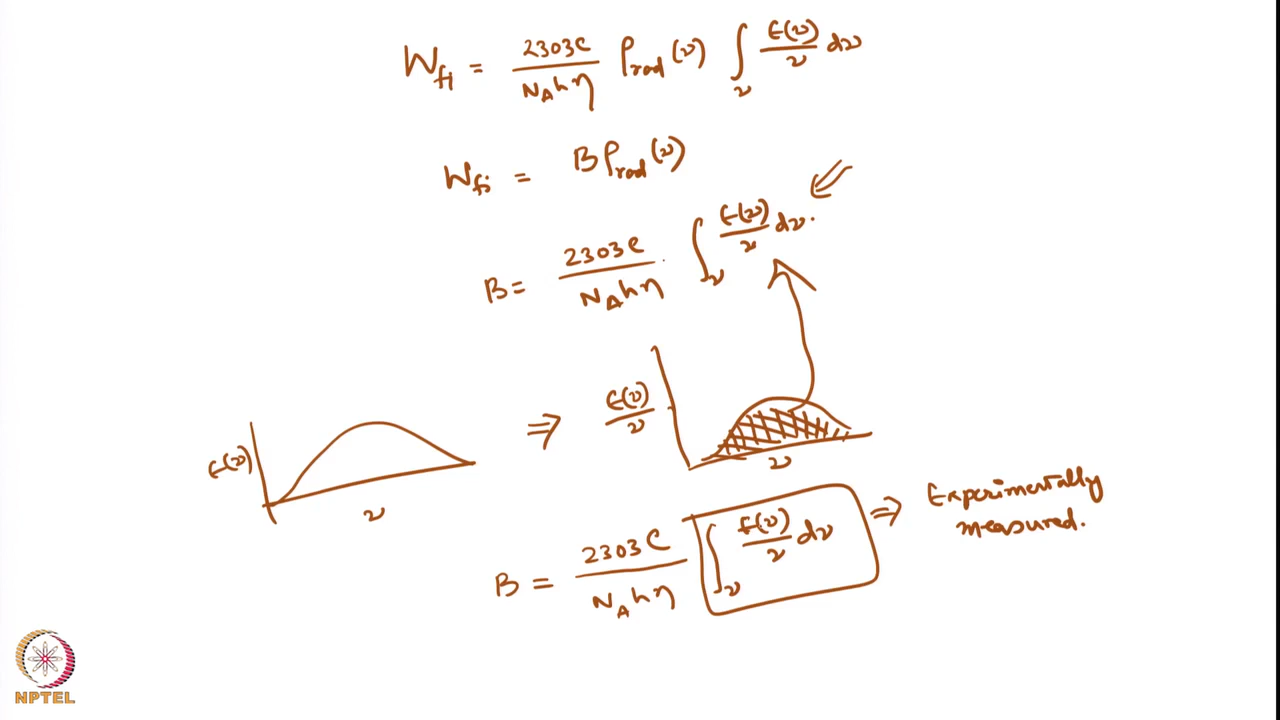 W_fi = 2303c / N_A h η ρ_rad(ν) ∫_ν ε(ν)/ν dν
W_fi = B ρ_rad(ν)
B = 2303c / N_A h η ∫_ν ε(ν)/ν dν.
ε(ν)
ν
⇒
ε(ν)/ν
ν
B = 2303c / N_A h η ∫_ν ε(ν)/ν dν ⇒ Experimentally
measured.
NPTEL